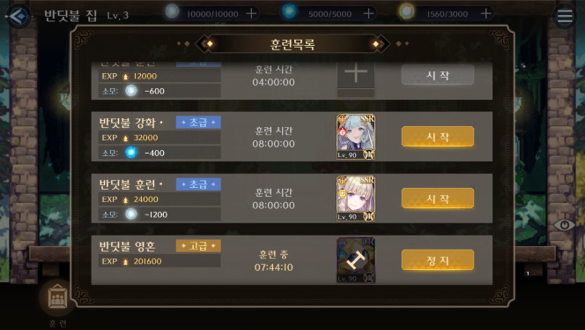 반딧불 집 Lv. 3
10000/10000
5000/5000
1560/3000
훈련목록
EXP 12000
소모: -600
훈련 시간
04:00:00
시 작
반딧불 강화 · 초급
EXP 32000
소모: -400
훈련 시간
08:00:00
SSR
Lv. 90
시 작
반딧불 훈련 · 초급
EXP 24000
소모: -1200
훈련 시간
08:00:00
SSR
Lv. 90
시 작
반딧불 영혼 고급
EXP 201600
훈련 중
07:44:10
정 지
훈 련